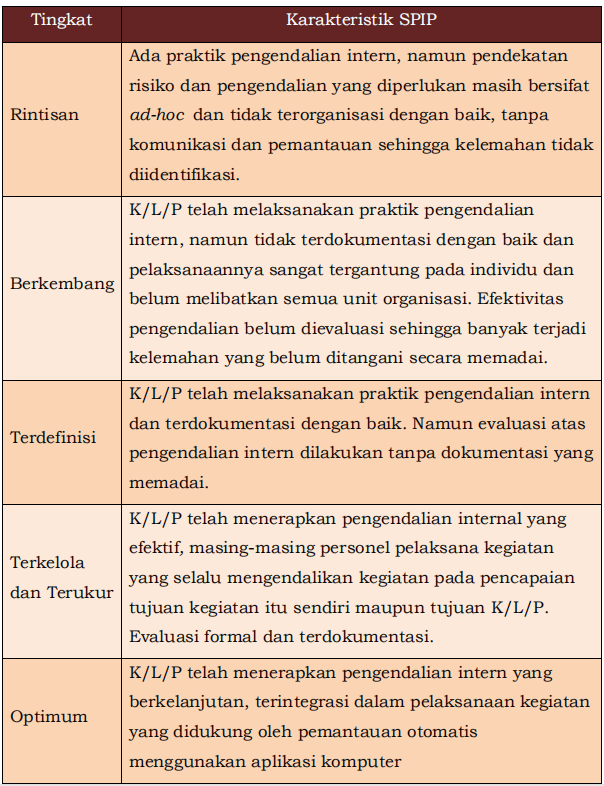 Tingkat Karakteristik SPIP
Rintisan
Ada praktik pengendalian intern, namun pendekatan
risiko dan pengendalian yang diperlukan masih bersifat
ad-hoc dan tidak terorganisasi dengan baik, tanpa
komunikasi dan pemantauan sehingga kelemahan tidak
diidentifikasi.
Berkembang
K/L/P telah melaksanakan praktik pengendalian
intern, namun tidak terdokumentasi dengan baik dan
pelaksanaannya sangat tergantung pada individu dan
belum melibatkan semua unit organisasi. Efektivitas
pengendalian belum dievaluasi sehingga banyak terjadi
kelemahan yang belum ditangani secara memadai.
Terdefinisi
K/L/P telah melaksanakan praktik pengendalian intern
dan terdokumentasi dengan baik. Namun evaluasi atas
pengendalian intern dilakukan tanpa dokumentasi yang
memadai.
Terkelola
dan Terukur
K/L/P telah menerapkan pengendalian internal yang
efektif, masing-masing personel pelaksana kegiatan
yang selalu mengendalikan kegiatan pada pencapaian
tujuan kegiatan itu sendiri maupun tujuan K/L/P.
Evaluasi formal dan terdokumentasi.
Optimum
K/L/P telah menerapkan pengendalian intern yang
berkelanjutan, terintegrasi dalam pelaksanaan kegiatan
yang didukung oleh pemantauan otomatis
menggunakan aplikasi komputer